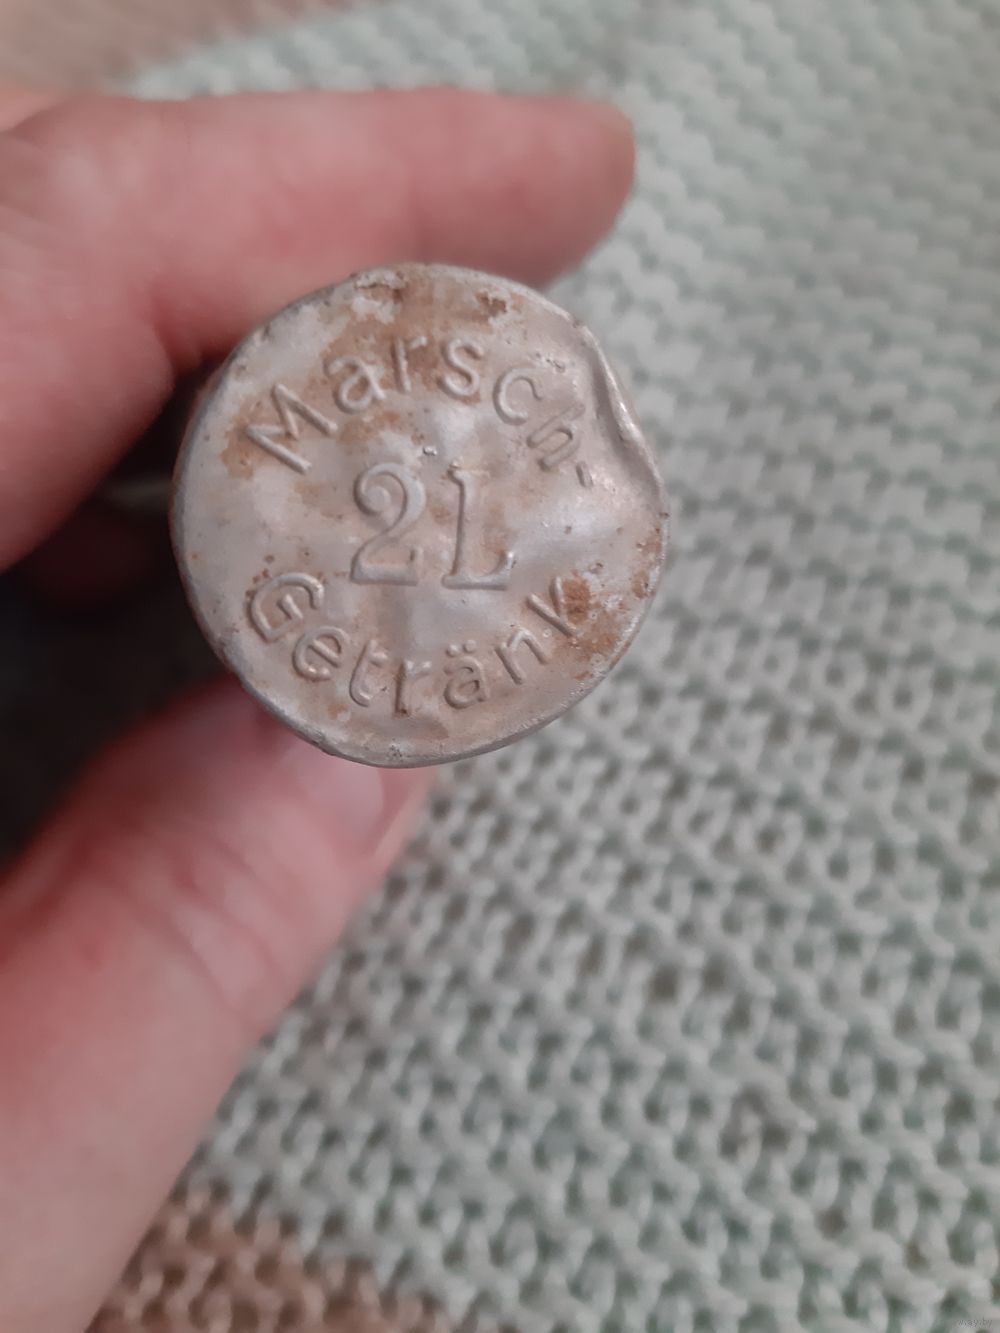 Marsch-
2L
Getränk